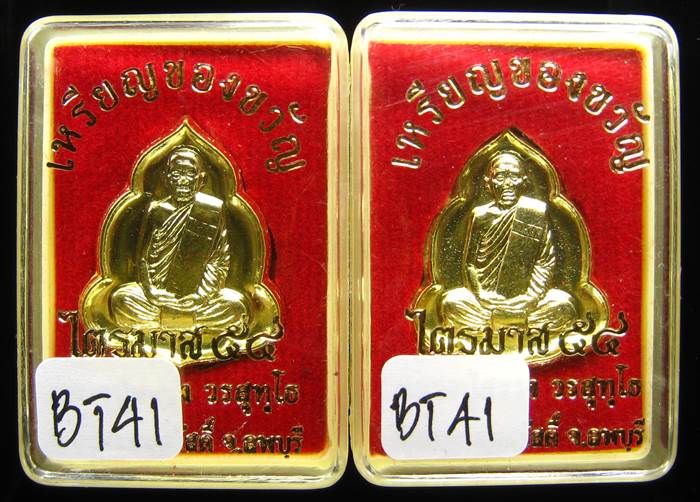 เหรียญของขวัญ
ไตรมาส ๕๔
วรสุทฺโธ
จ.ลพบุรี
BT41
เหรียญของขวัญ
ไตรมาส ๕๔
วรสุทฺโธ
จ.ลพบุรี
BT41